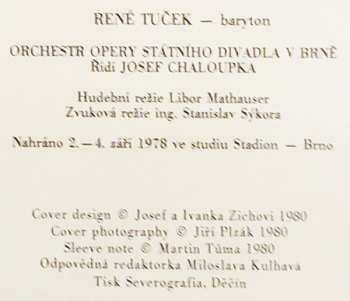 RENÉ TUČEK — baryton
ORCHESTR OPERY STÁTNÍHO DIVADLA V BRNĚ
Řídí JOSEF CHALOUPKA
Hudební režie Libor Mathauser
Zvuková režie ing. Stanislav Sýkora
Nahráno 2.—4. září 1978 ve studiu Stadion — Brno
Cover design © Josef a Ivanka Zichovi 1980
Cover photography © Jiří Plzák 1980
Sleeve note © Martin Tůma 1980
Odpovědná redaktorka Miloslava Kulhavá
Tisk Severografia, Děčín